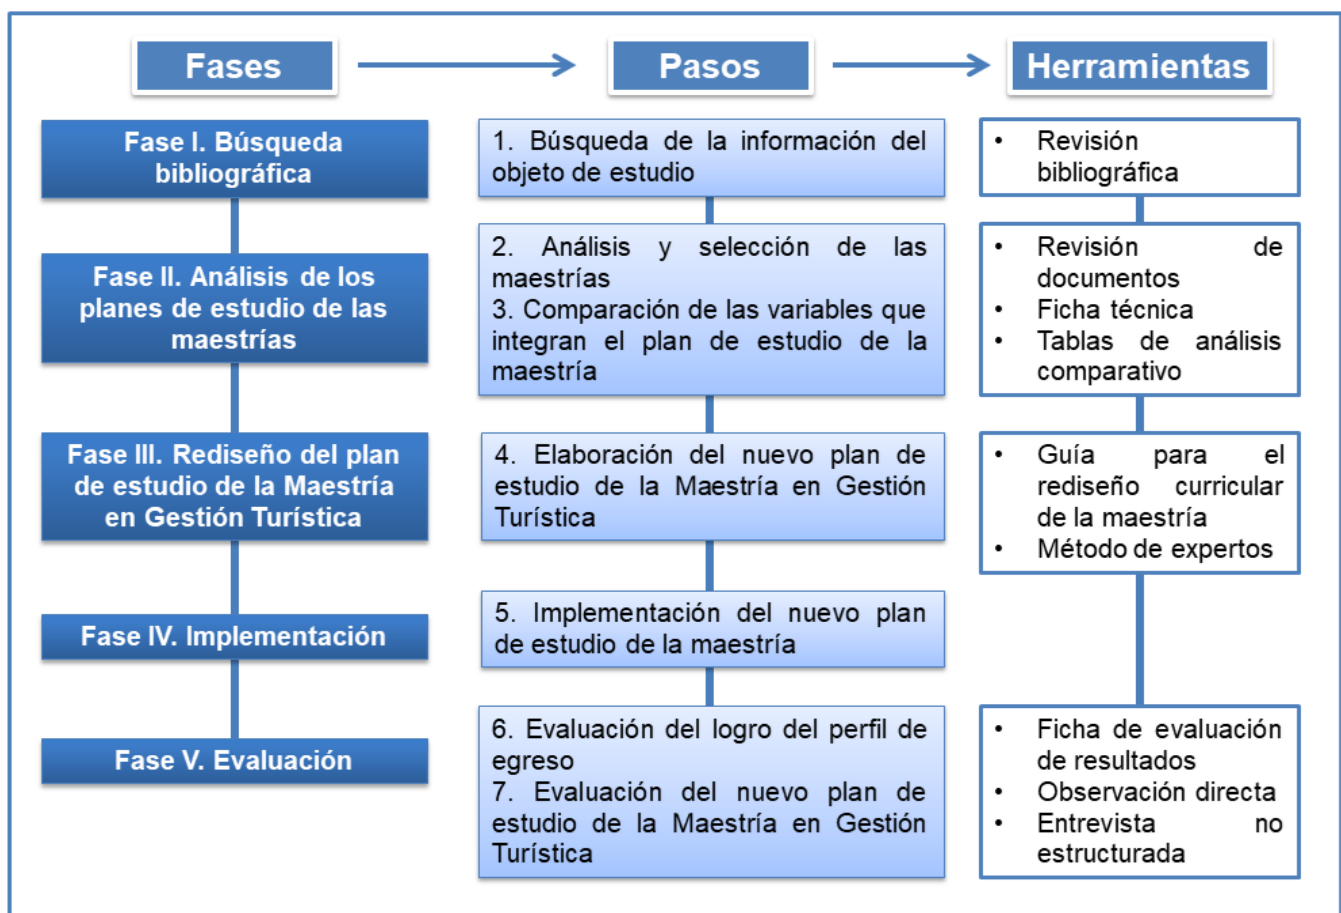 Fases
Pasos
Herramientas
Fase I. Búsqueda
bibliográfica
1. Búsqueda de la información del
objeto de estudio
• Revisión
bibliográfica
Fase II. Análisis de los
planes de estudio de las
maestrías
2. Análisis y selección de las
maestrías
3. Comparación de las variables que
integran el plan de estudio de la
maestría
• Revisión de
documentos
• Ficha técnica
• Tablas de análisis
comparativo
Fase III. Rediseño del plan
de estudio de la Maestría
en Gestión Turística
4. Elaboración del nuevo plan de
estudio de la Maestría en Gestión
Turística
• Guía para el
rediseño curricular
de la maestría
• Método de expertos
Fase IV. Implementación
5. Implementación del nuevo plan
de estudio de la maestría
Fase V. Evaluación
6. Evaluación del logro del perfil de
egreso
7. Evaluación del nuevo plan de
estudio de la Maestría en Gestión
Turística
• Ficha de evaluación
de resultados
• Observación directa
• Entrevista no
estructurada